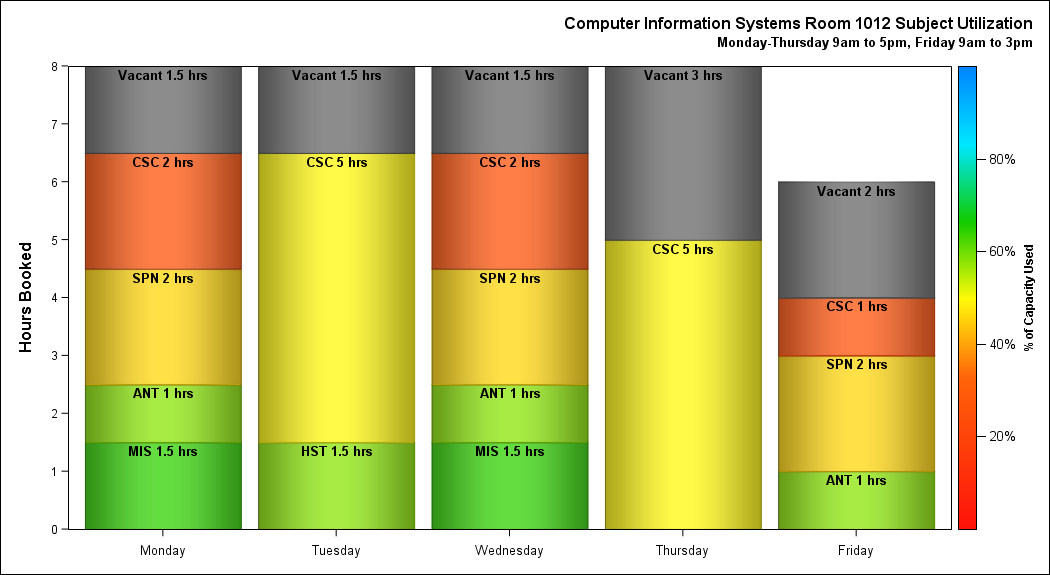 Computer Information Systems Room 1012 Subject Utilization
Monday-Thursday 9am to 5pm, Friday 9am to 3pm
Hours Booked
8
7
6
5
4
3
2
1
0
Vacant 1.5 hrs
CSC 2 hrs
SPN 2 hrs
ANT 1 hrs
MIS 1.5 hrs
Vacant 1.5 hrs
CSC 5 hrs
HST 1.5 hrs
Vacant 1.5 hrs
CSC 2 hrs
SPN 2 hrs
ANT 1 hrs
MIS 1.5 hrs
Vacant 3 hrs
CSC 5 hrs
Vacant 2 hrs
CSC 1 hrs
SPN 2 hrs
ANT 1 hrs
Monday
Tuesday
Wednesday
Thursday
Friday
80%
60%
40%
20%
% of Capacity Used